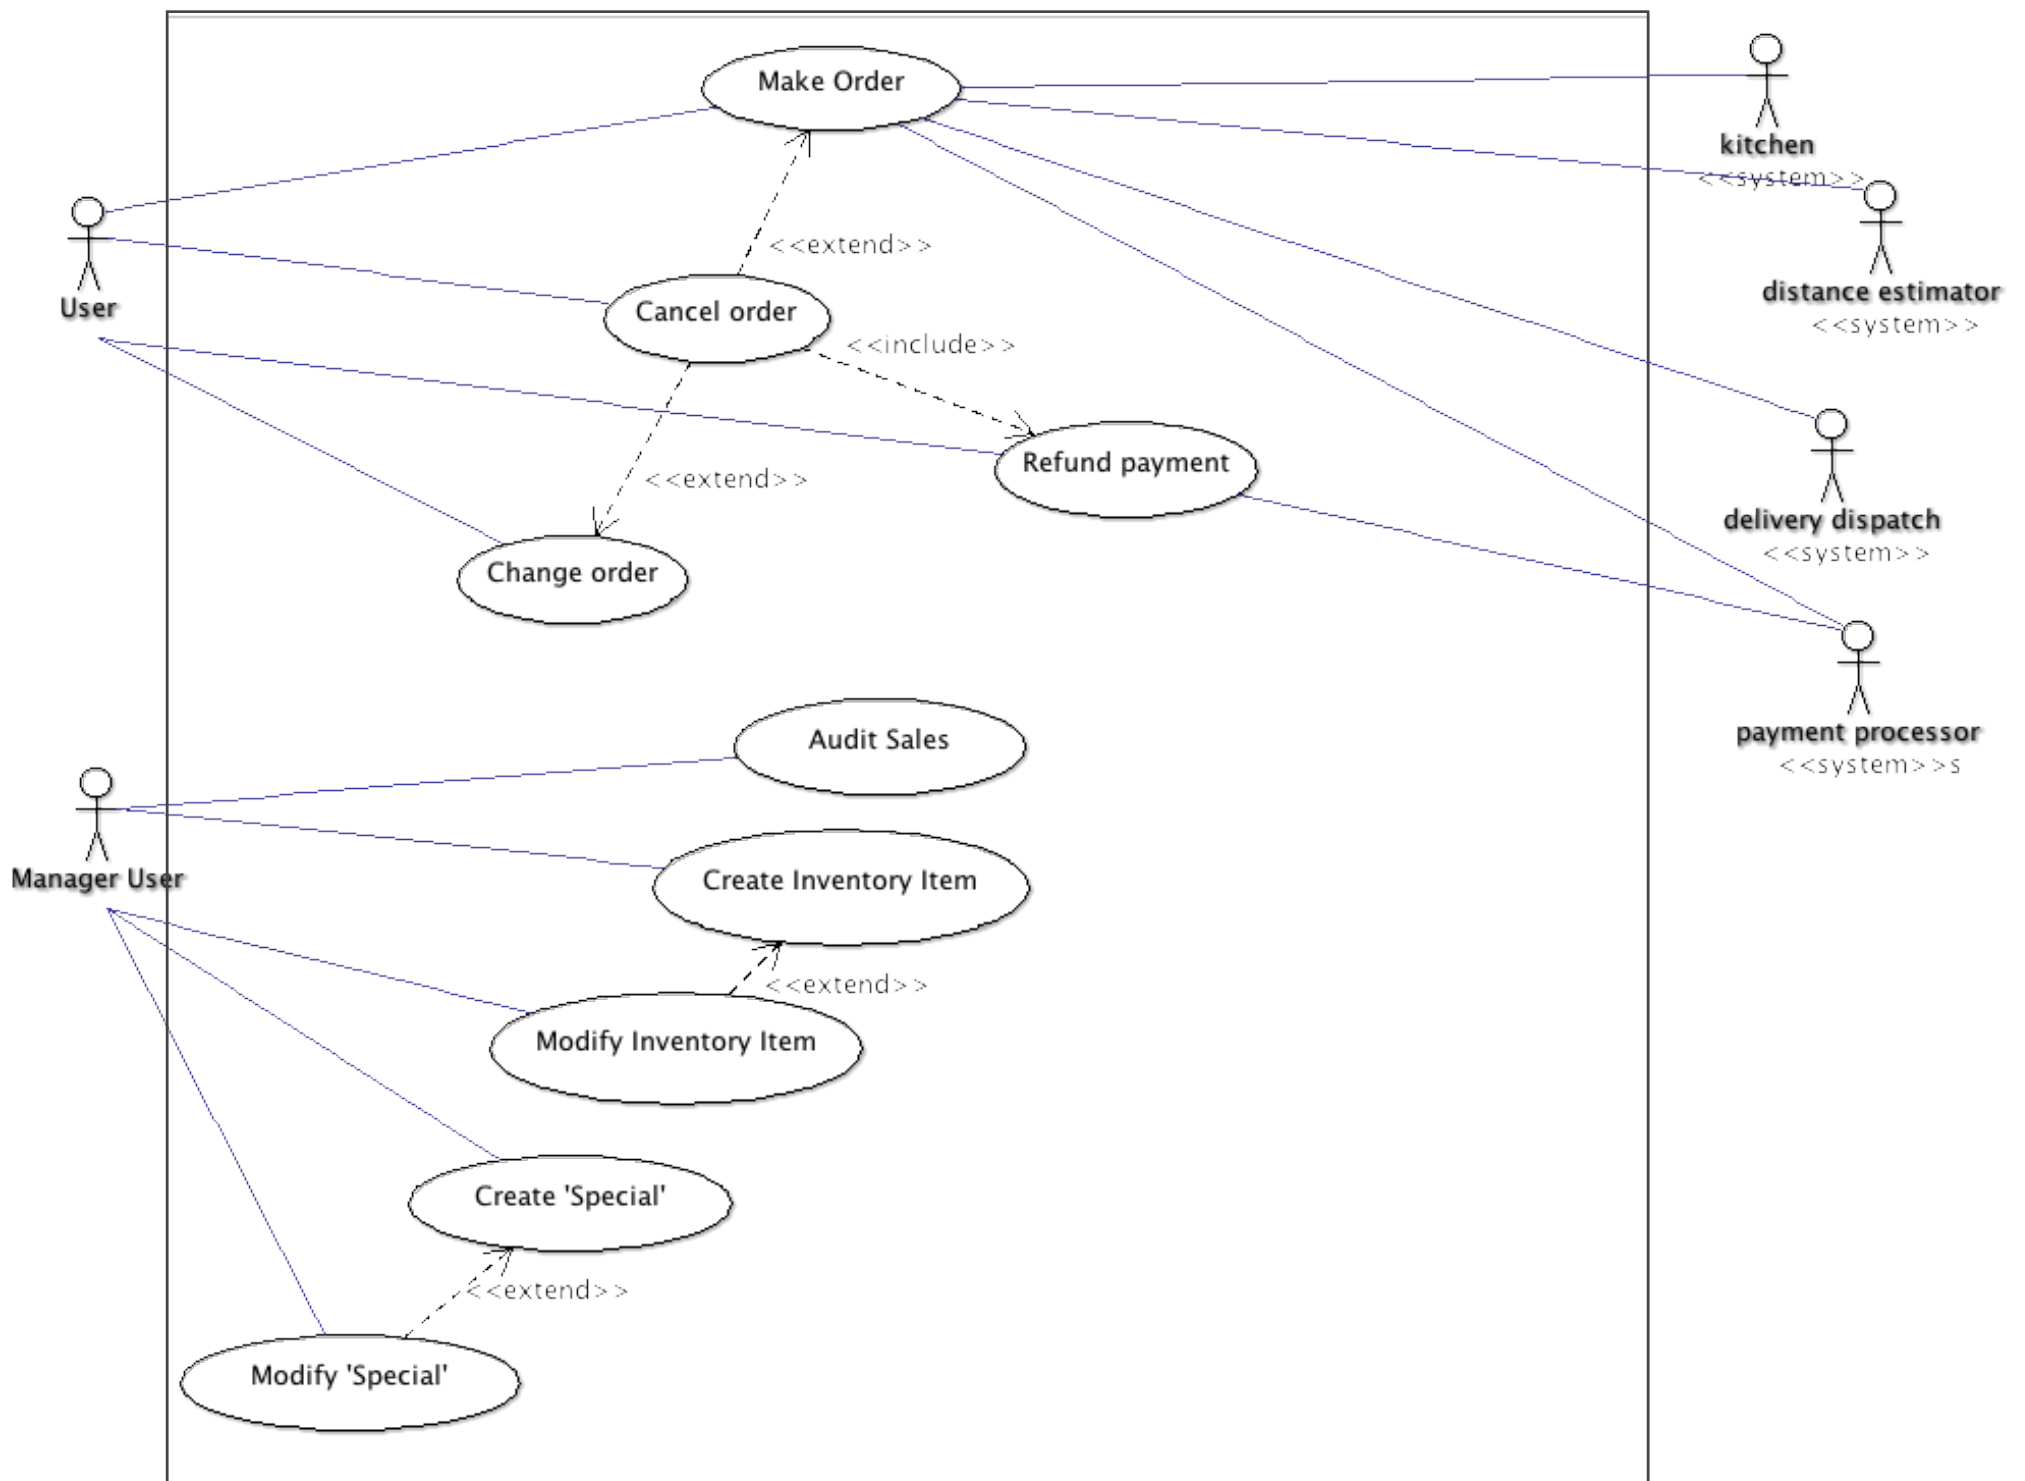 Make Order
kitchen
<<system>>
<<extend>>
User
distance estimator
<<system>>
Cancel order
<<include>>
Refund payment
<<extend>>
delivery dispatch
<<system>>
Change order
Audit Sales
payment processor
<<system>>s
Manager User
Create Inventory Item
<<extend>>
Modify Inventory Item
Create 'Special'
<<extend>>
Modify 'Special'